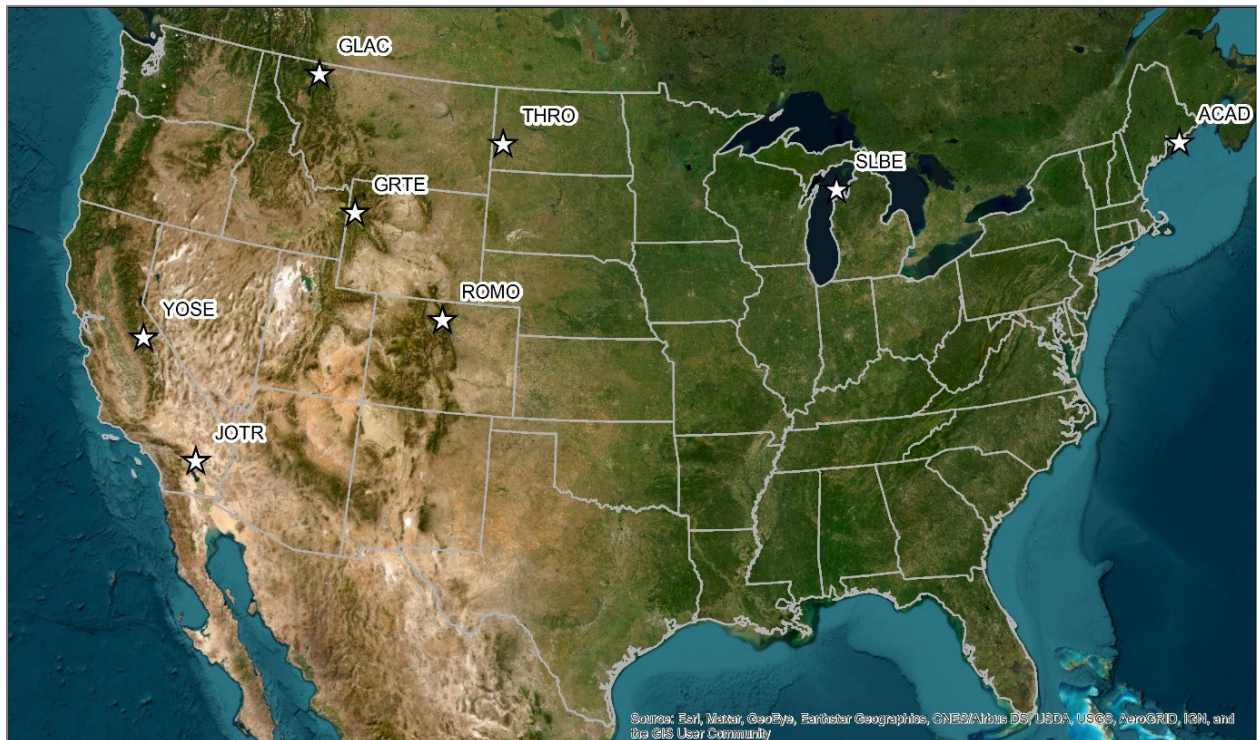 GLAC
THRO
ACAD
SLBE
GRTE
ROMO
YOSE
JOTR
Source: Esri, Maxar, GeoEye, Earthstar Geographics, CNES/Airbus DS, USDA, USGS, AeroGRID, IGN, and
the GIS User Community